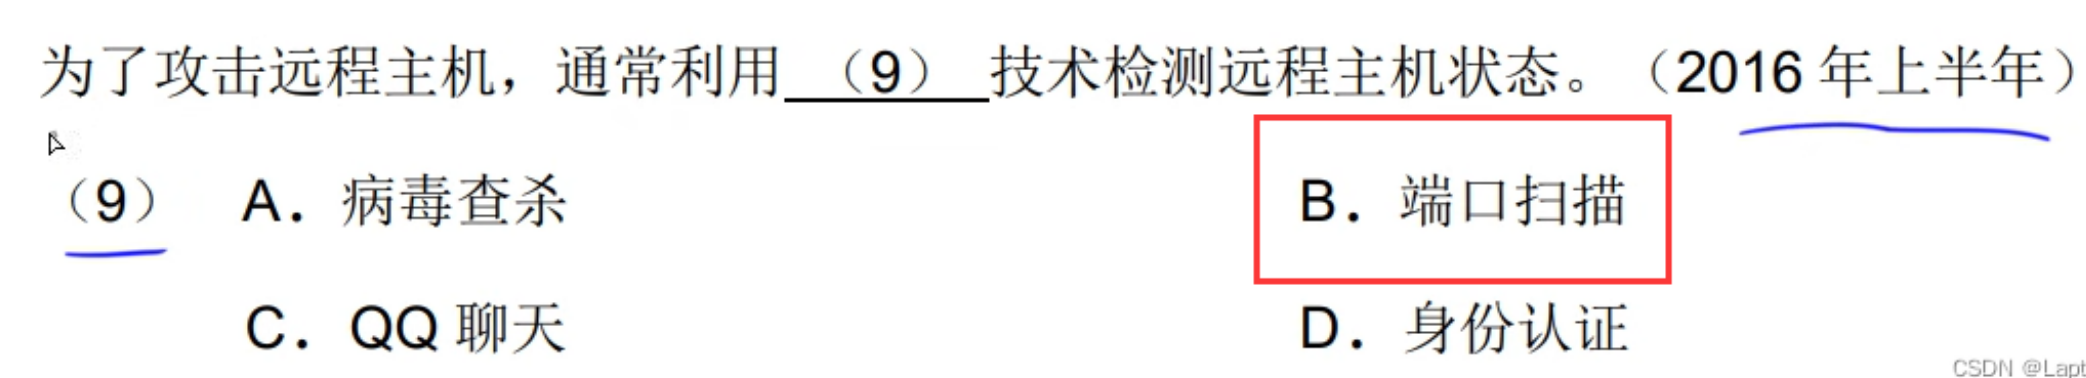 为了攻击远程主机，通常利用 （9） 技术检测远程主机状态。（2016 年上半年）
（9） A．病毒查杀 B．端口扫描
C．QQ 聊天 D．身份认证
CSDN @Lapt